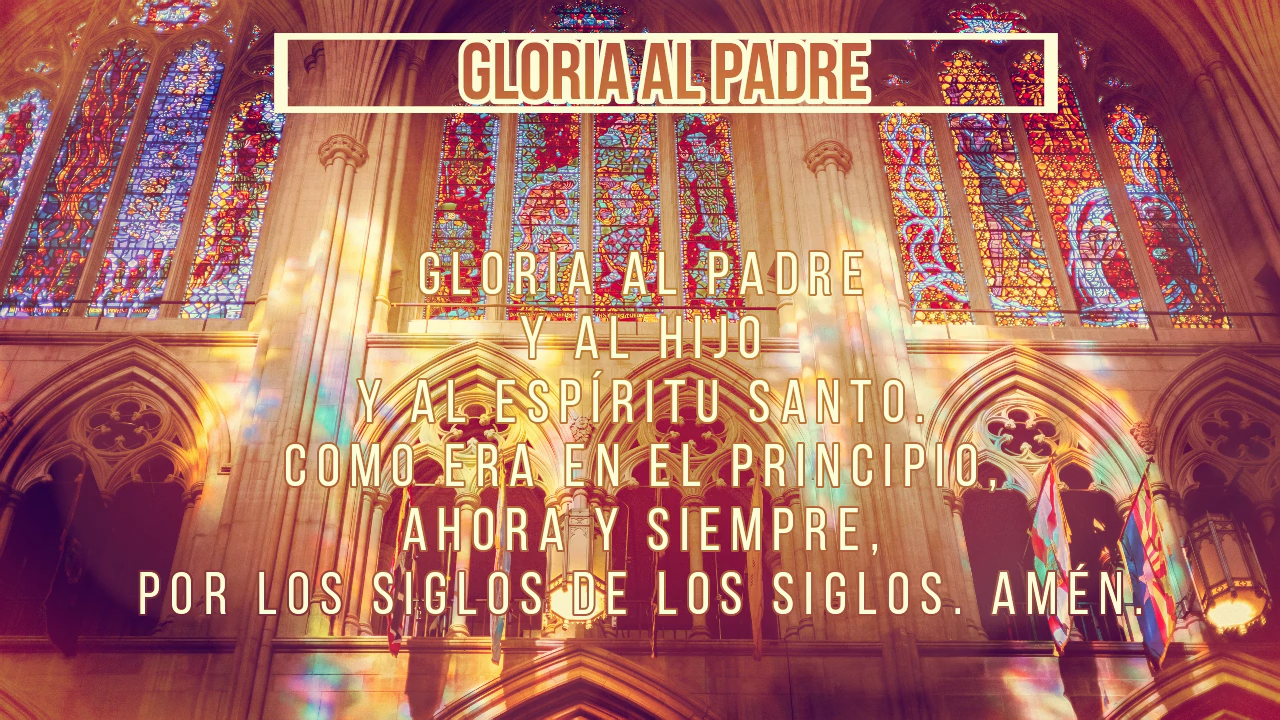 GLORIA AL PADRE
GLORIA AL PADRE
Y AL HIJO
Y AL ESPÍRITU SANTO.
COMO ERA EN EL PRINCIPIO,
AHORA Y SIEMPRE,
POR LOS SIGLOS DE LOS SIGLOS. AMÉN.